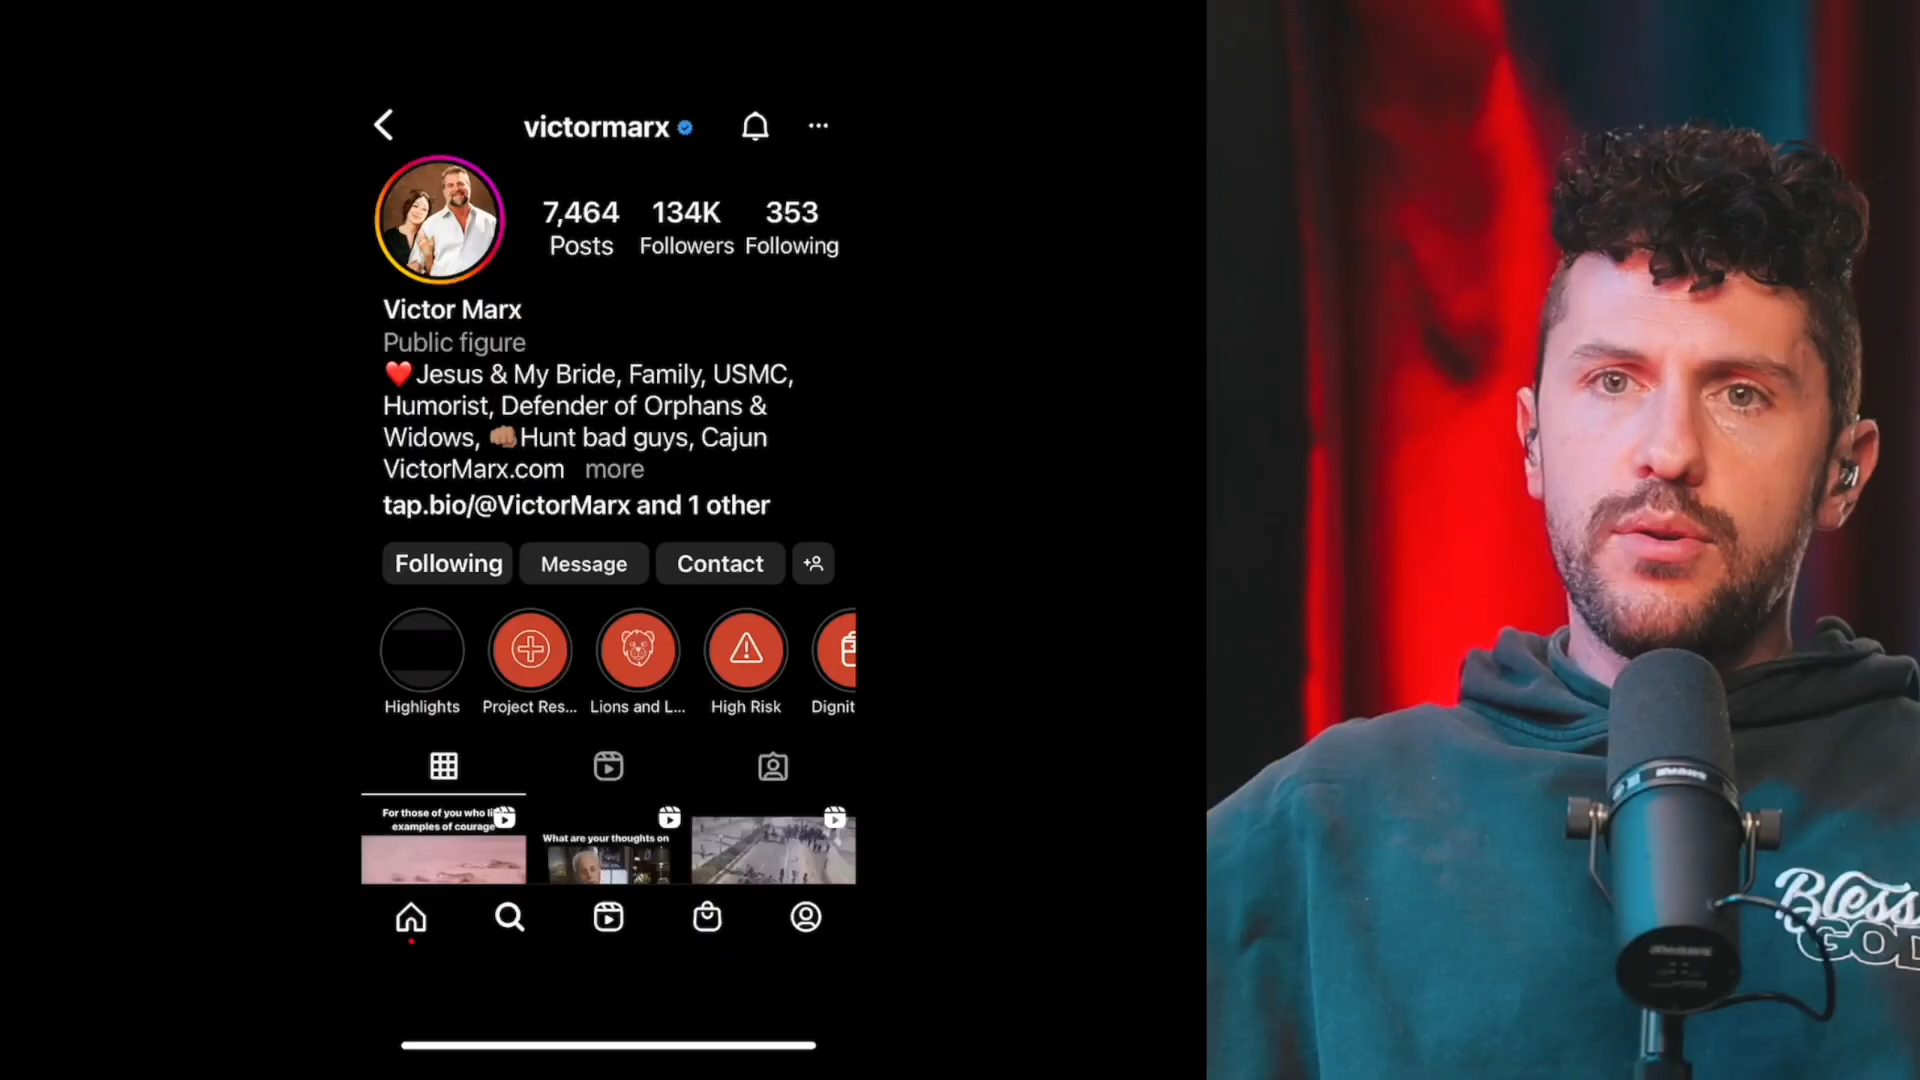 victormarx
7,464 134K 353
Posts Followers Following
Victor Marx
Public figure
❤️Jesus & My Bride, Family, USMC,
Humorist, Defender of Orphans &
Widows, 👊🏽Hunt bad guys, Cajun
VictorMarx.com more
tap.bio/@VictorMarx and 1 other
Following Message Contact
Highlights Project Res... Lions and L... High Risk Dignit
For those of you who li
examples of courage
What are your thoughts on
Bless
GOD